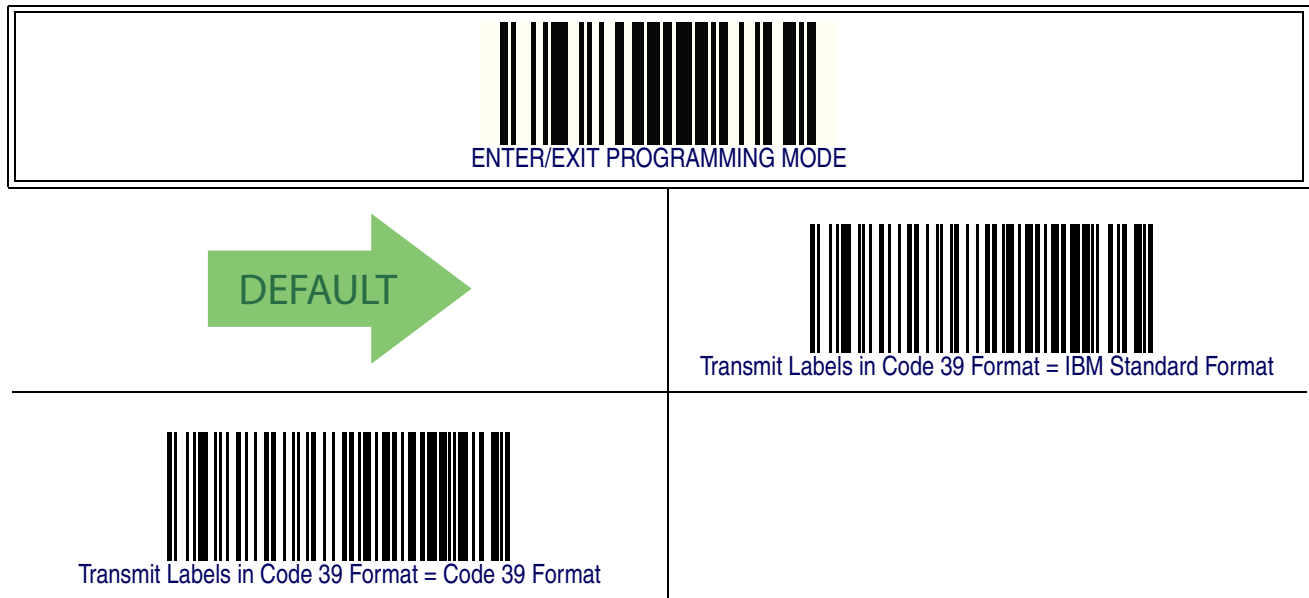 ENTER/EXIT PROGRAMMING MODE
DEFAULT
Transmit Labels in Code 39 Format = IBM Standard Format
Transmit Labels in Code 39 Format = Code 39 Format